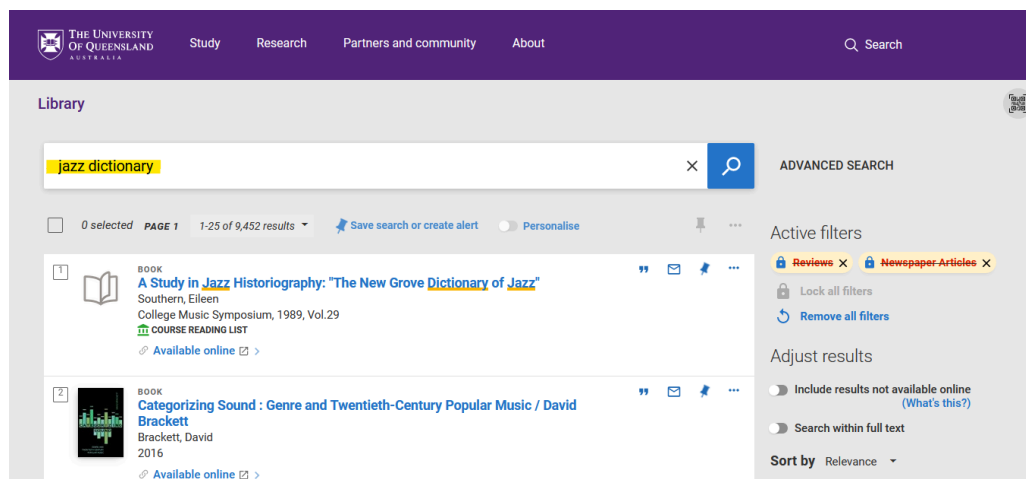 THE UNIVERSITY
OF QUEENSLAND
AUSTRALIA
Study Research Partners and community About Search
Library
jazz dictionary
ADVANCED SEARCH
0 selected PAGE 1 1-25 of 9,452 results Save search or create alert Personalise
1
BOOK
A Study in Jazz Historiography: "The New Grove Dictionary of Jazz"
Southern, Eileen
College Music Symposium, 1989, Vol.29
COURSE READING LIST
Available online
2
BOOK
Categorizing Sound : Genre and Twentieth-Century Popular Music / David
Brackett
Brackett, David
2016
Available online
Active filters
Reviews Newspaper Articles
Lock all filters
Remove all filters
Adjust results
Include results not available online
(What's this?)
Search within full text
Sort by Relevance